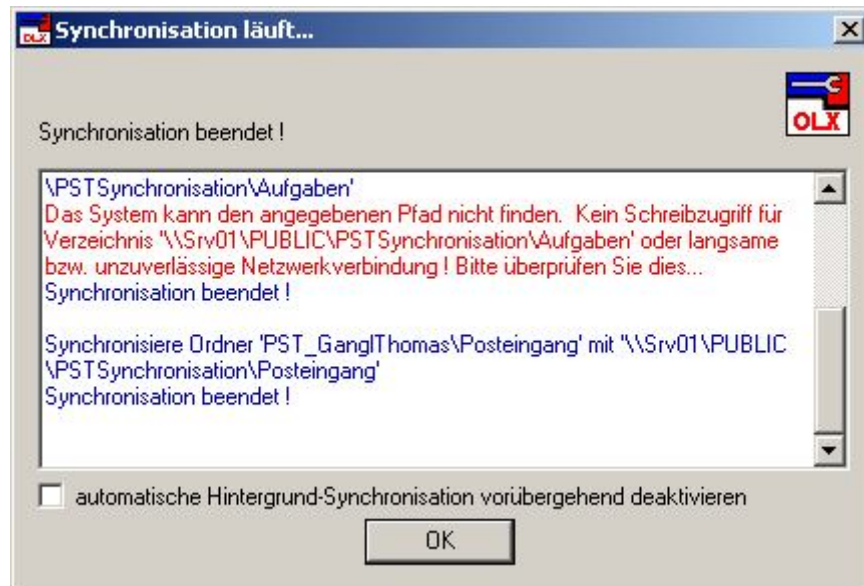 OLX Synchronisation läuft...
OLX
Synchronisation beendet !
\PSTSynchronisation\Aufgaben'
Das System kann den angegebenen Pfad nicht finden.  Kein Schreibzugriff für
Verzeichnis '\\Srv01\PUBLIC\PSTSynchronisation\Aufgaben' oder langsame
bzw. unzuverlässige Netzwerkverbindung ! Bitte überprüfen Sie dies...
Synchronisation beendet !
Synchronisiere Ordner 'PST_GanglThomas\Posteingang' mit '\\Srv01\PUBLIC
\PSTSynchronisation\Posteingang'
Synchronisation beendet !
automatische Hintergrund-Synchronisation vorübergehend deaktivieren
OK